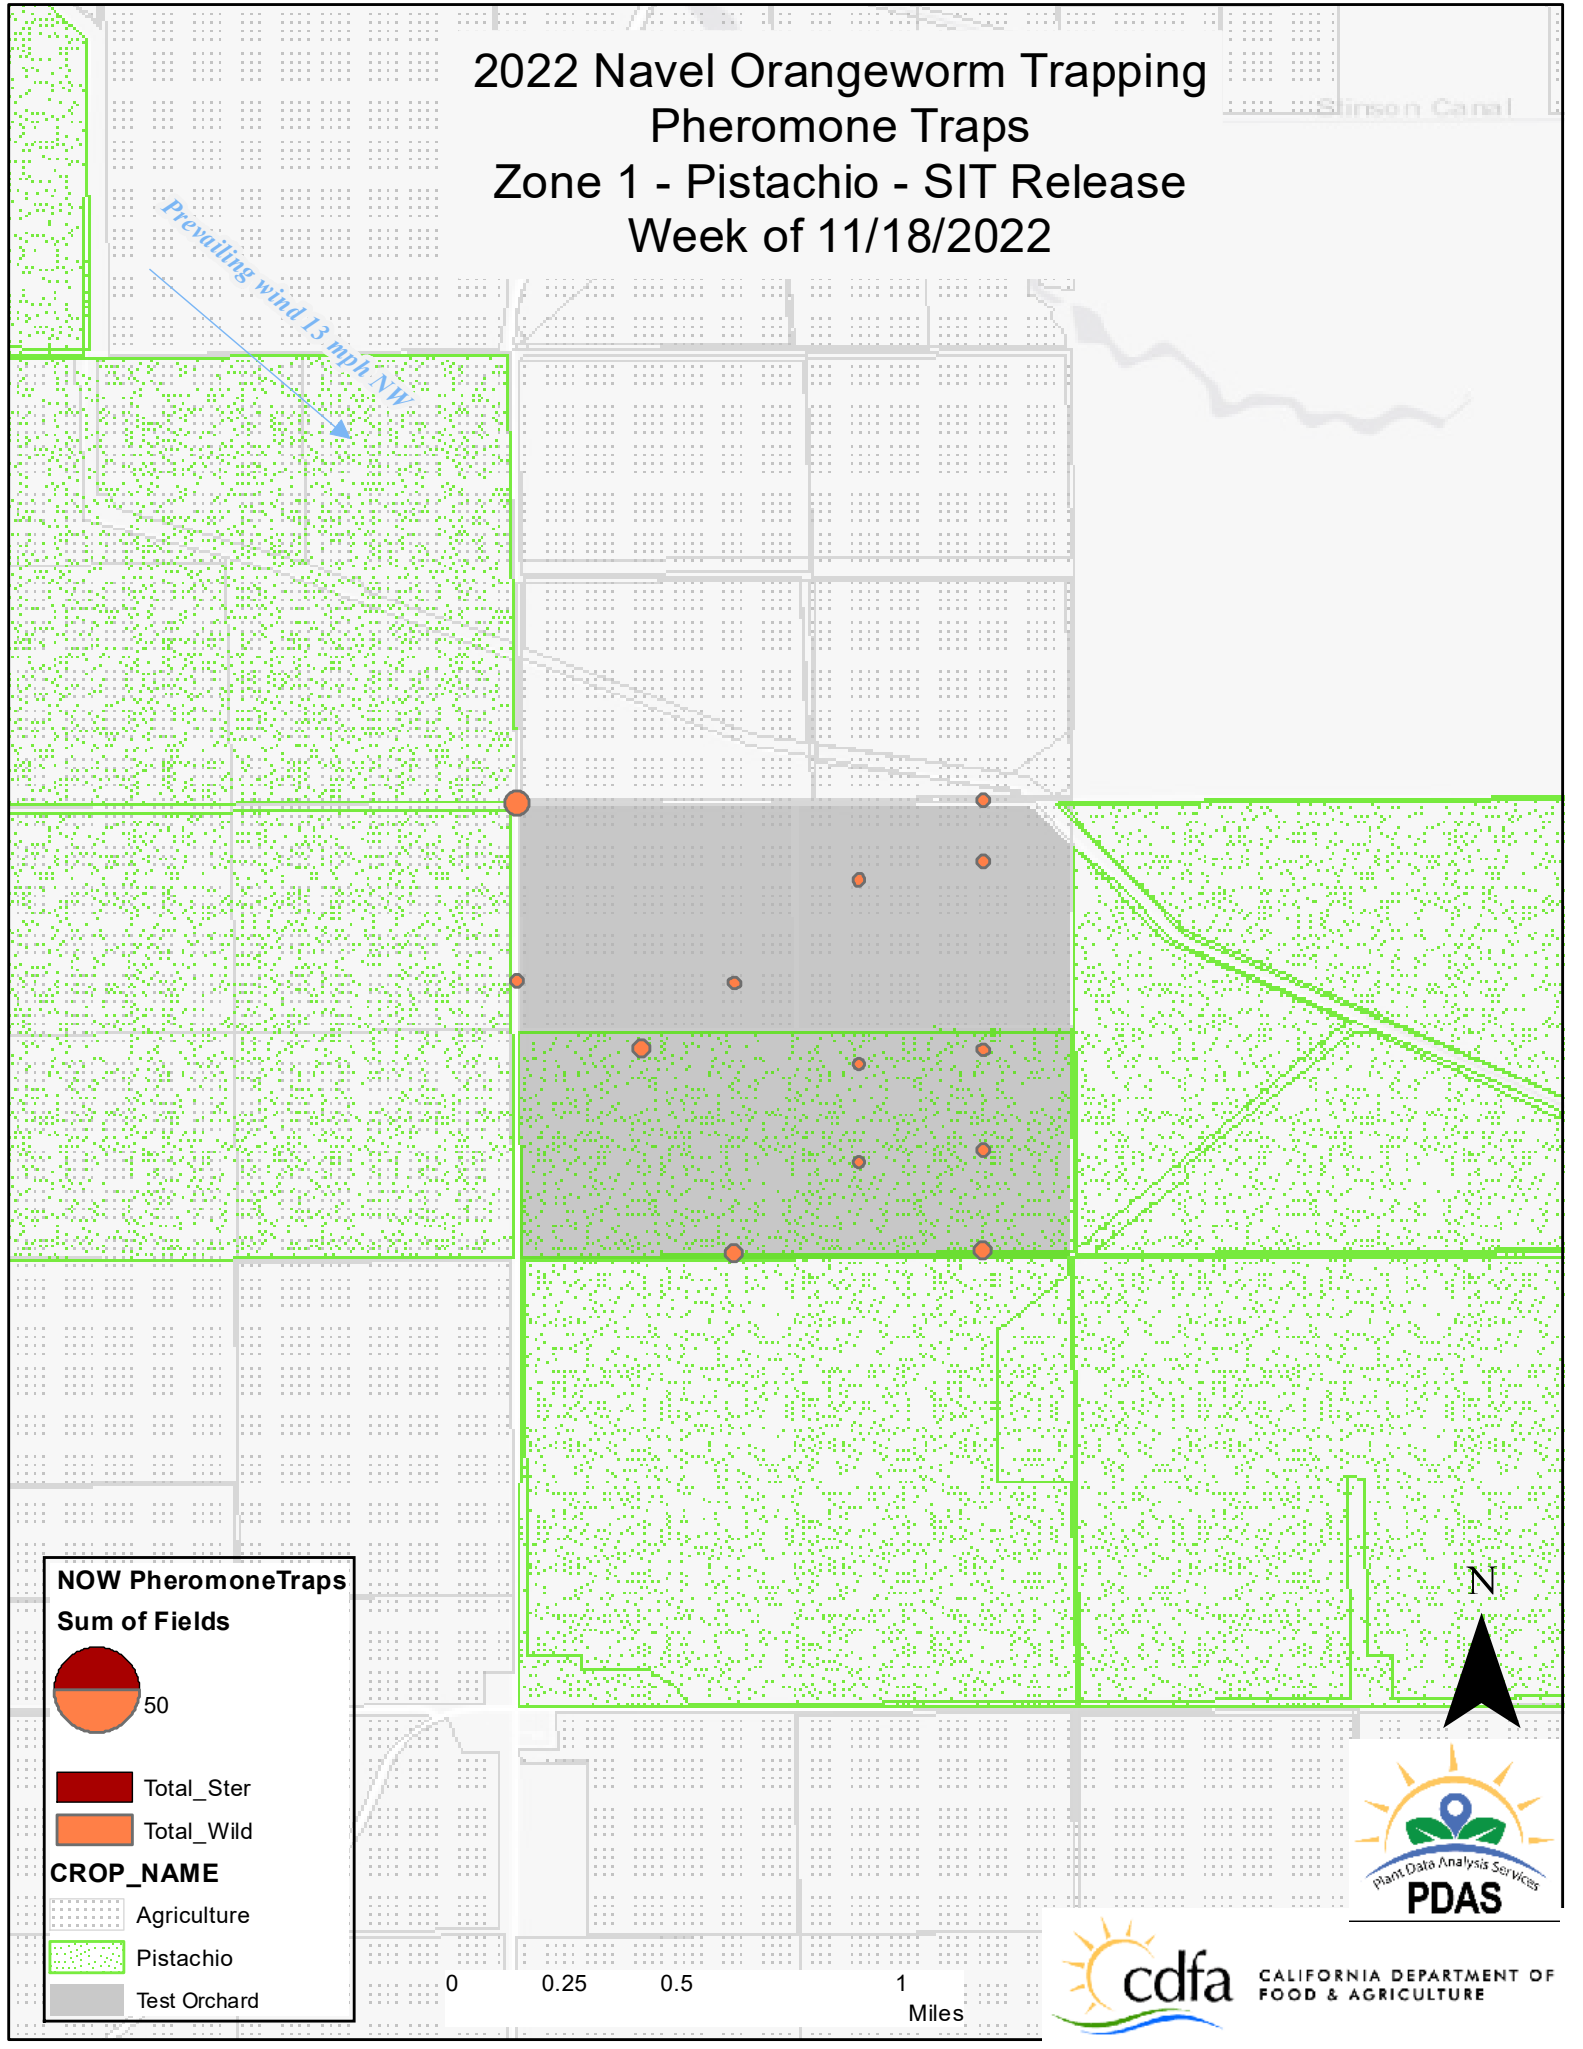 2022 Navel Orangeworm Trapping
Pheromone Traps
Zone 1 - Pistachio - SIT Release
Week of 11/18/2022
Stinson Canal
Prevailing wind 13 mph NW
NOW PheromoneTraps
Sum of Fields
50
Total_Ster
Total_Wild
CROP_NAME
Agriculture
Pistachio
Test Orchard
0 0.25 0.5 1
Miles
N
Plant Data Analysis Services
PDAS
cdfa
CALIFORNIA DEPARTMENT OF
FOOD & AGRICULTURE